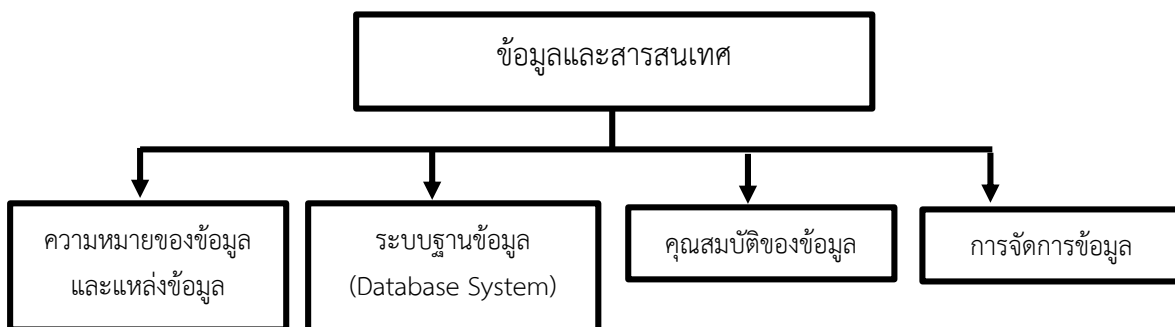 ข้อมูลและสารสนเทศ
ความหมายของข้อมูล
และแหล่งข้อมูล
ระบบฐานข้อมูล
(Database System)
คุณสมบัติของข้อมูล
การจัดการข้อมูล